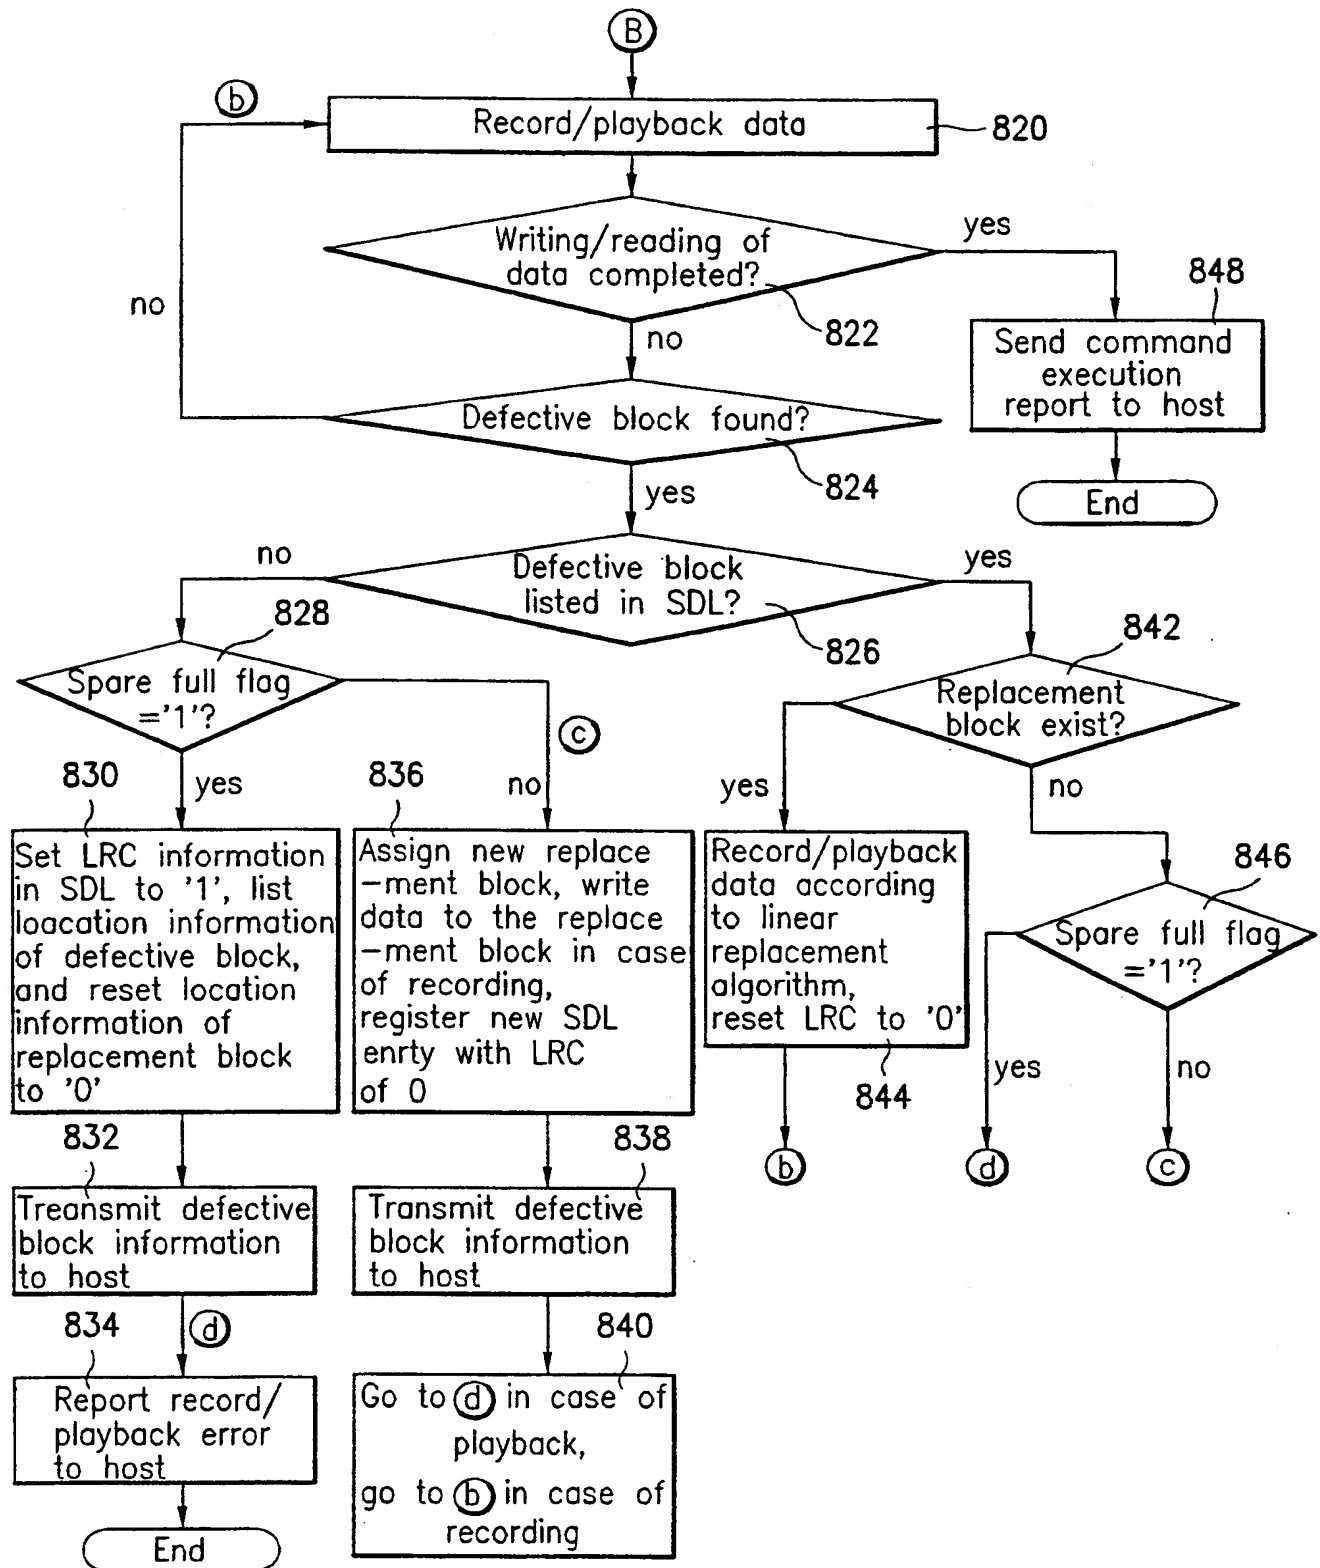 B
b
Record/playback data
820
Writing/reading of
data completed?
yes
822
no
848
Send command
execution
report to host
no
Defective block found?
824
yes
End
Defective block
listed in SDL?
no
yes
826
828
Spare full flag
='1'?
842
Replacement
block exist?
c
830
yes
836
no
yes
no
Set LRC information
in SDL to '1', list
loacation information
of defective block,
and reset location
information of
replacement block
to '0'
Assign new replace
-ment block, write
data to the replace
-ment block in case
of recording,
register new SDL
enrty with LRC
of 0
Record/playback
data according
to linear
replacement
algorithm,
reset LRC to '0'
844
846
Spare full flag
='1'?
yes
no
b
d
c
832
Treansmit defective
block information
to host
838
Transmit defective
block information
to host
834
d
Report record/
playback error
to host
End
840
Go to d in case of
playback,
go to b in case of
recording